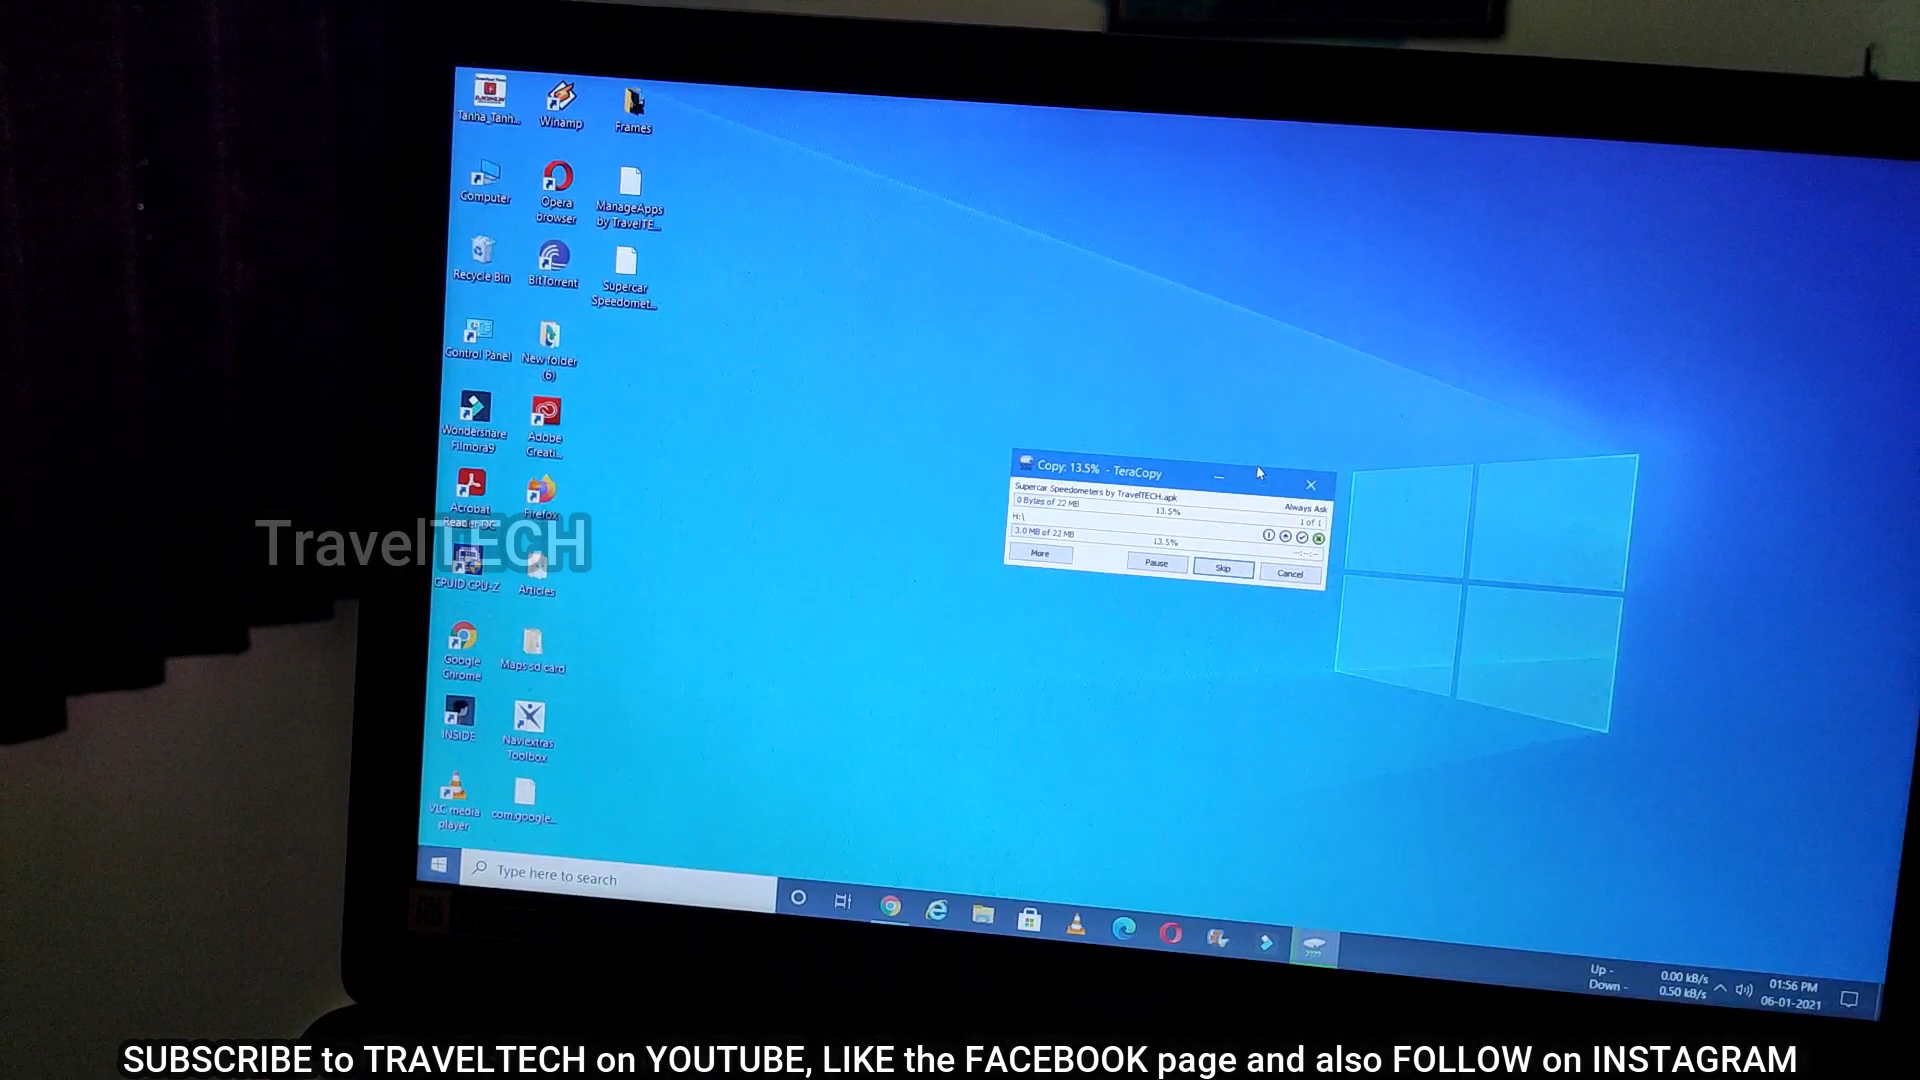 Tanha_Tanh...
Winamp
Frames
Computer
Opera
browser
ManageApps
by TravelTE...
Recycle Bin
BitTorrent
Supercar
Speedomet...
Control Panel
New folder
(6)
Wondershare
Filmora9
Adobe
Creati...
Acrobat
Reader DC
Firefox
TravelTECH
CPUID CPU-Z
Articles
Google
Chrome
Maps sd card
INSIDE
Naviextras
Toolbox
VLC media
player
com.google...
Copy: 13.5% - TeraCopy
Supercar Speedometers by TravelTECH.apk
Always Ask
0 Bytes of 22 MB
13.5%
1 of 1
H:\
3.0 MB of 22 MB
13.5%
--:--:--
More
Pause
Skip
Cancel
Type here to search
Up -
0.00 kB/s
Down -
0.50 kB/s
01:56 PM
06-01-2021
SUBSCRIBE to TRAVELTECH on YOUTUBE, LIKE the FACEBOOK page and also FOLLOW on INSTAGRAM